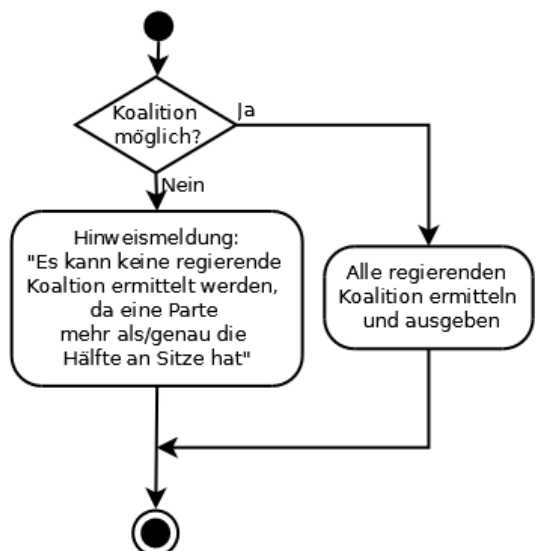 Koalition
möglich?
Ja
Nein
Hinweismeldung:
"Es kann keine regierende
Koaltion ermittelt werden,
da eine Parte
mehr als/genau die
Hälfte an Sitze hat"
Alle regierenden
Koalition ermitteln
und ausgeben